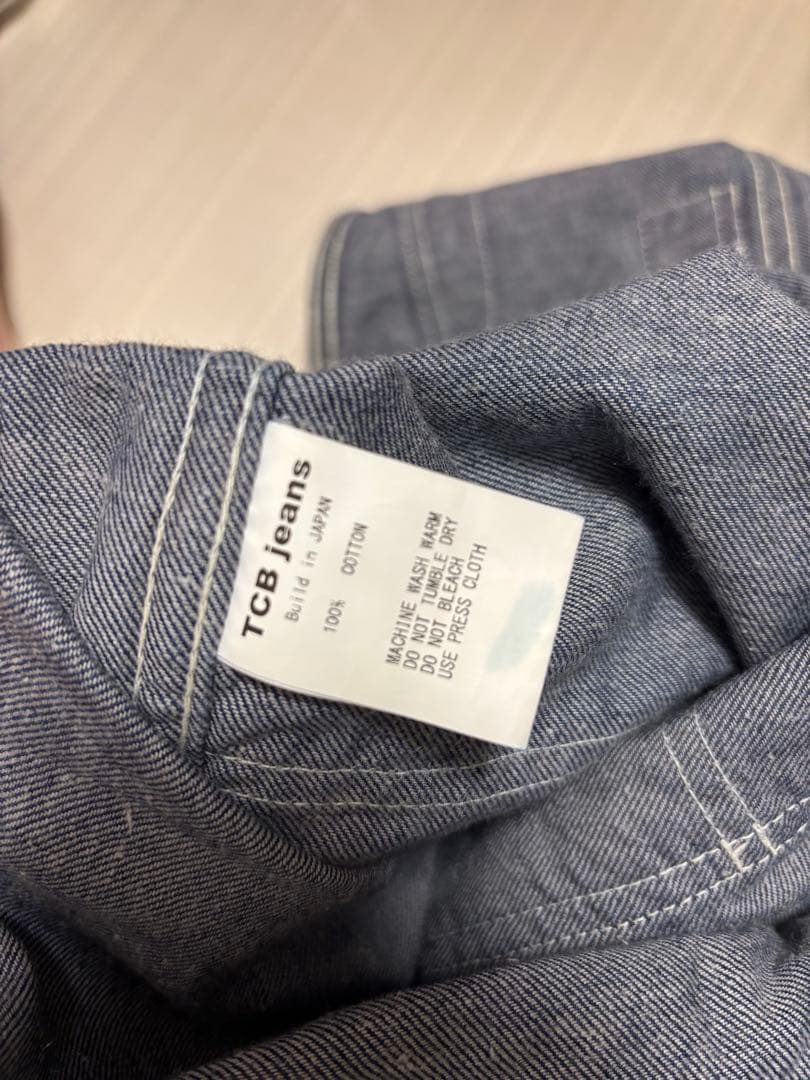 TCB jeans
Build in JAPAN
100% COTTON
MACHINE WASH WARM
DO NOT TUMBLE DRY
DO NOT BLEACH
USE PRESS CLOTH